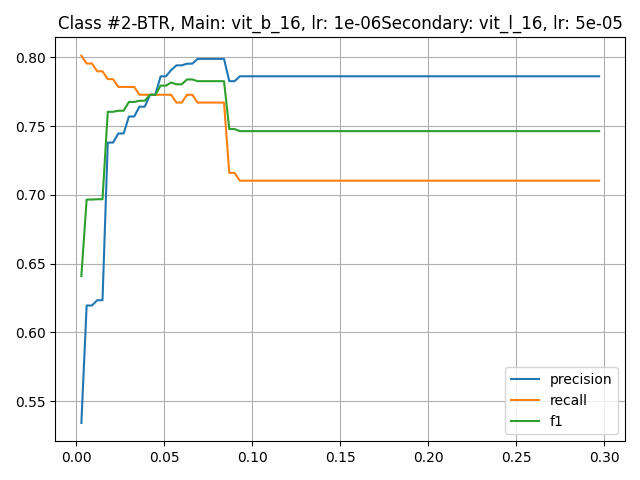 Class #2-BTR, Main: vit_b_16, lr: 1e-06Secondary: vit_l_16, lr: 5e-05
0.80
0.75
0.70
0.65
0.60
0.55
0.00 0.05 0.10 0.15 0.20 0.25 0.30
precision
recall
f1